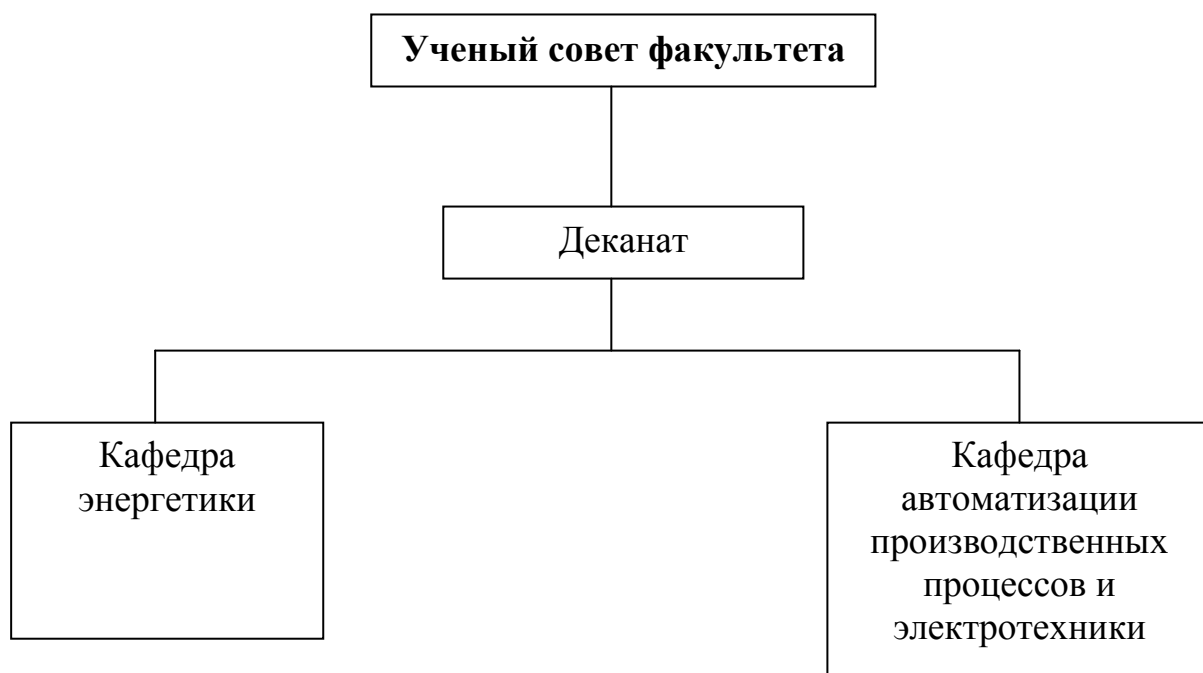 Ученый совет факультета
Деканат
Кафедра
энергетики
Кафедра
автоматизации
производственных
процессов и
электротехники